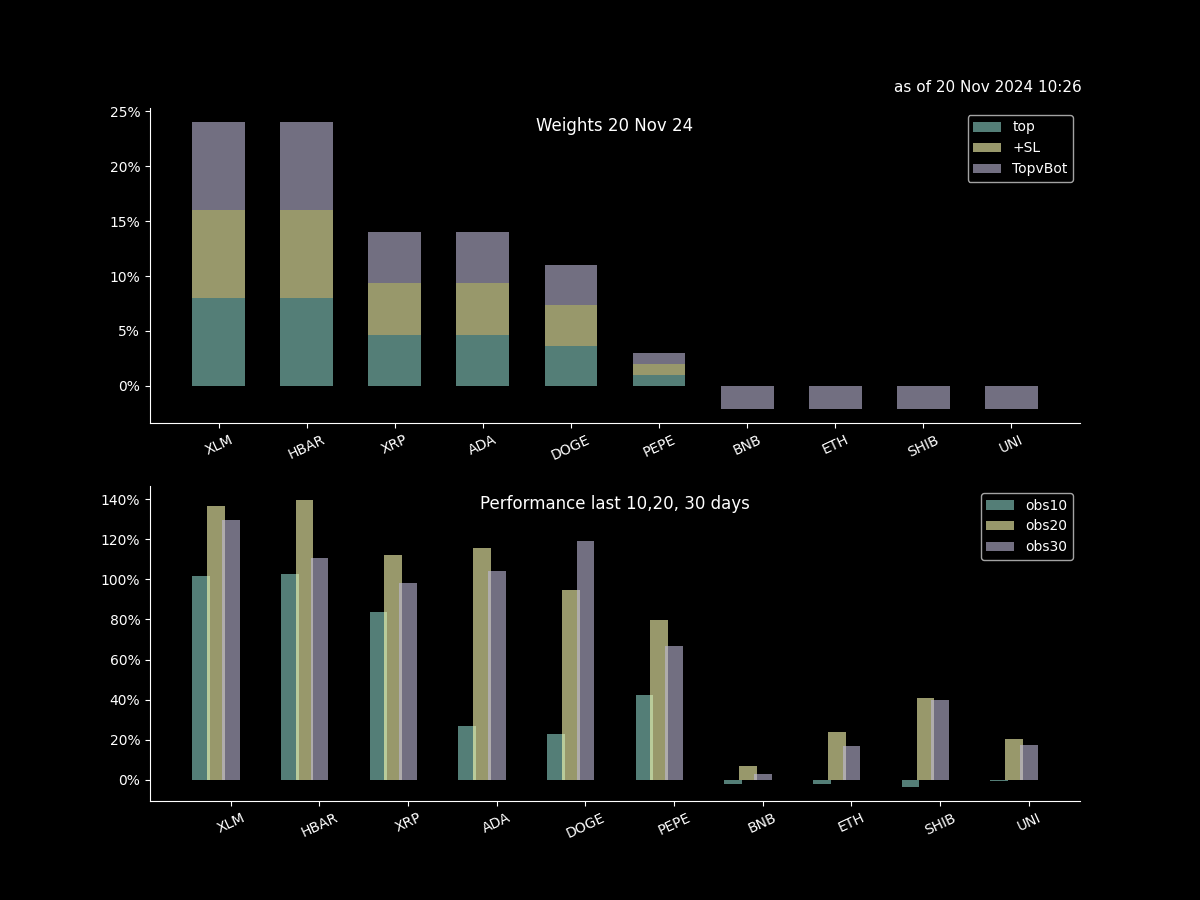 as of 20 Nov 2024 10:26
Weights 20 Nov 24
top
+SL
TopvBot
25%
20%
15%
10%
5%
0%
XLM HBAR XRP ADA DOGE PEPE BNB ETH SHIB UNI
Performance last 10,20, 30 days
obs10
obs20
obs30
140%
120%
100%
80%
60%
40%
20%
0%
XLM HBAR XRP ADA DOGE PEPE BNB ETH SHIB UNI